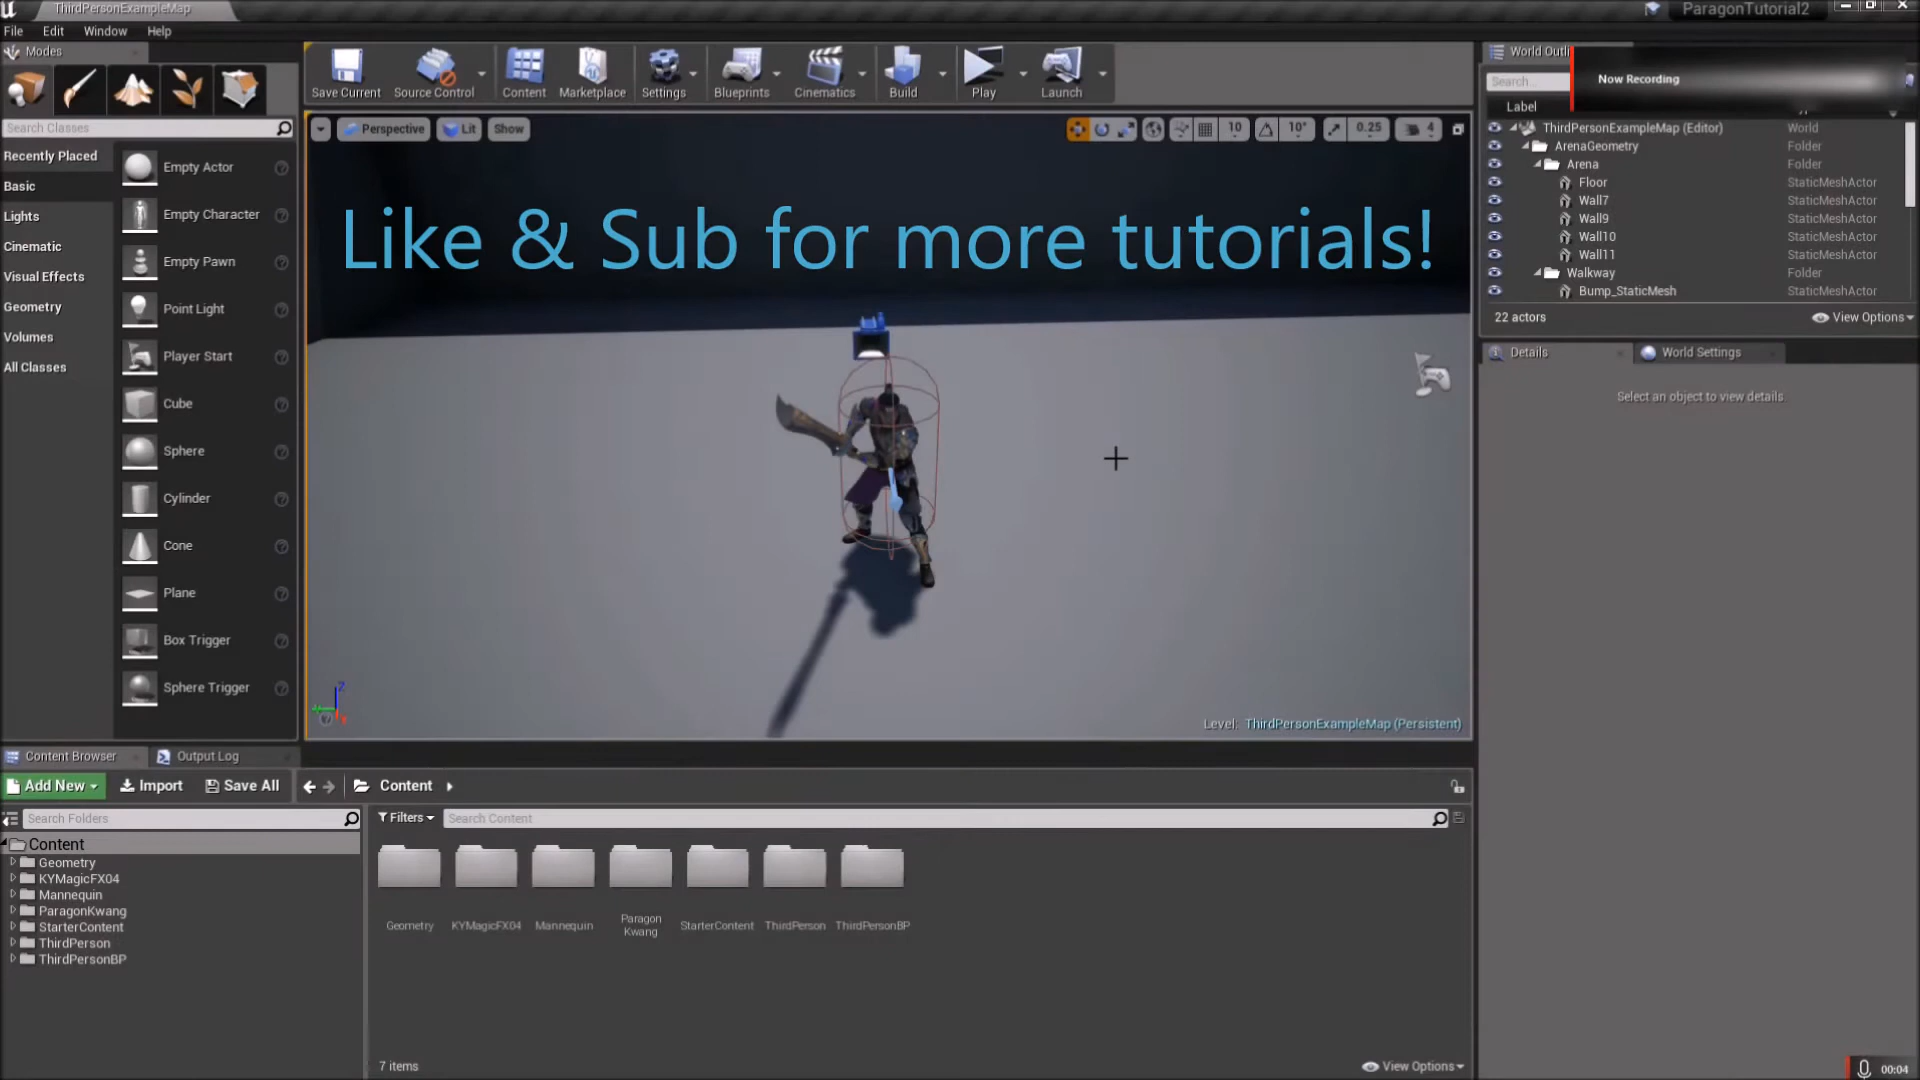 ThirdPersonExampleMap
ParagonTutorial2
File Edit Window Help
Modes
Search Classes
Recently Placed
Basic
Lights
Cinematic
Visual Effects
Geometry
Volumes
All Classes
Empty Actor
Empty Character
Empty Pawn
Point Light
Player Start
Cube
Sphere
Cylinder
Cone
Plane
Box Trigger
Sphere Trigger
Save Current Source Control Content Marketplace Settings Blueprints Cinematics Build Play Launch
Perspective Lit Show
10 10° 0.25 4
Like & Sub for more tutorials!
Level: ThirdPersonExampleMap (Persistent)
World Outli
Now Recording
Search...
Label
ThirdPersonExampleMap (Editor) World
ArenaGeometry Folder
Arena Folder
Floor StaticMeshActor
Wall7 StaticMeshActor
Wall9 StaticMeshActor
Wall10 StaticMeshActor
Wall11 StaticMeshActor
Walkway Folder
Bump_StaticMesh StaticMeshActor
22 actors View Options
Details World Settings
Select an object to view details.
Content Browser Output Log
Add New Import Save All Content
Search Folders
Content
Geometry
KYMagicFX04
Mannequin
ParagonKwang
StarterContent
ThirdPerson
ThirdPersonBP
Filters Search Content
Geometry KYMagicFX04 Mannequin Paragon
Kwang StarterContent ThirdPerson ThirdPersonBP
7 items View Options
00:04